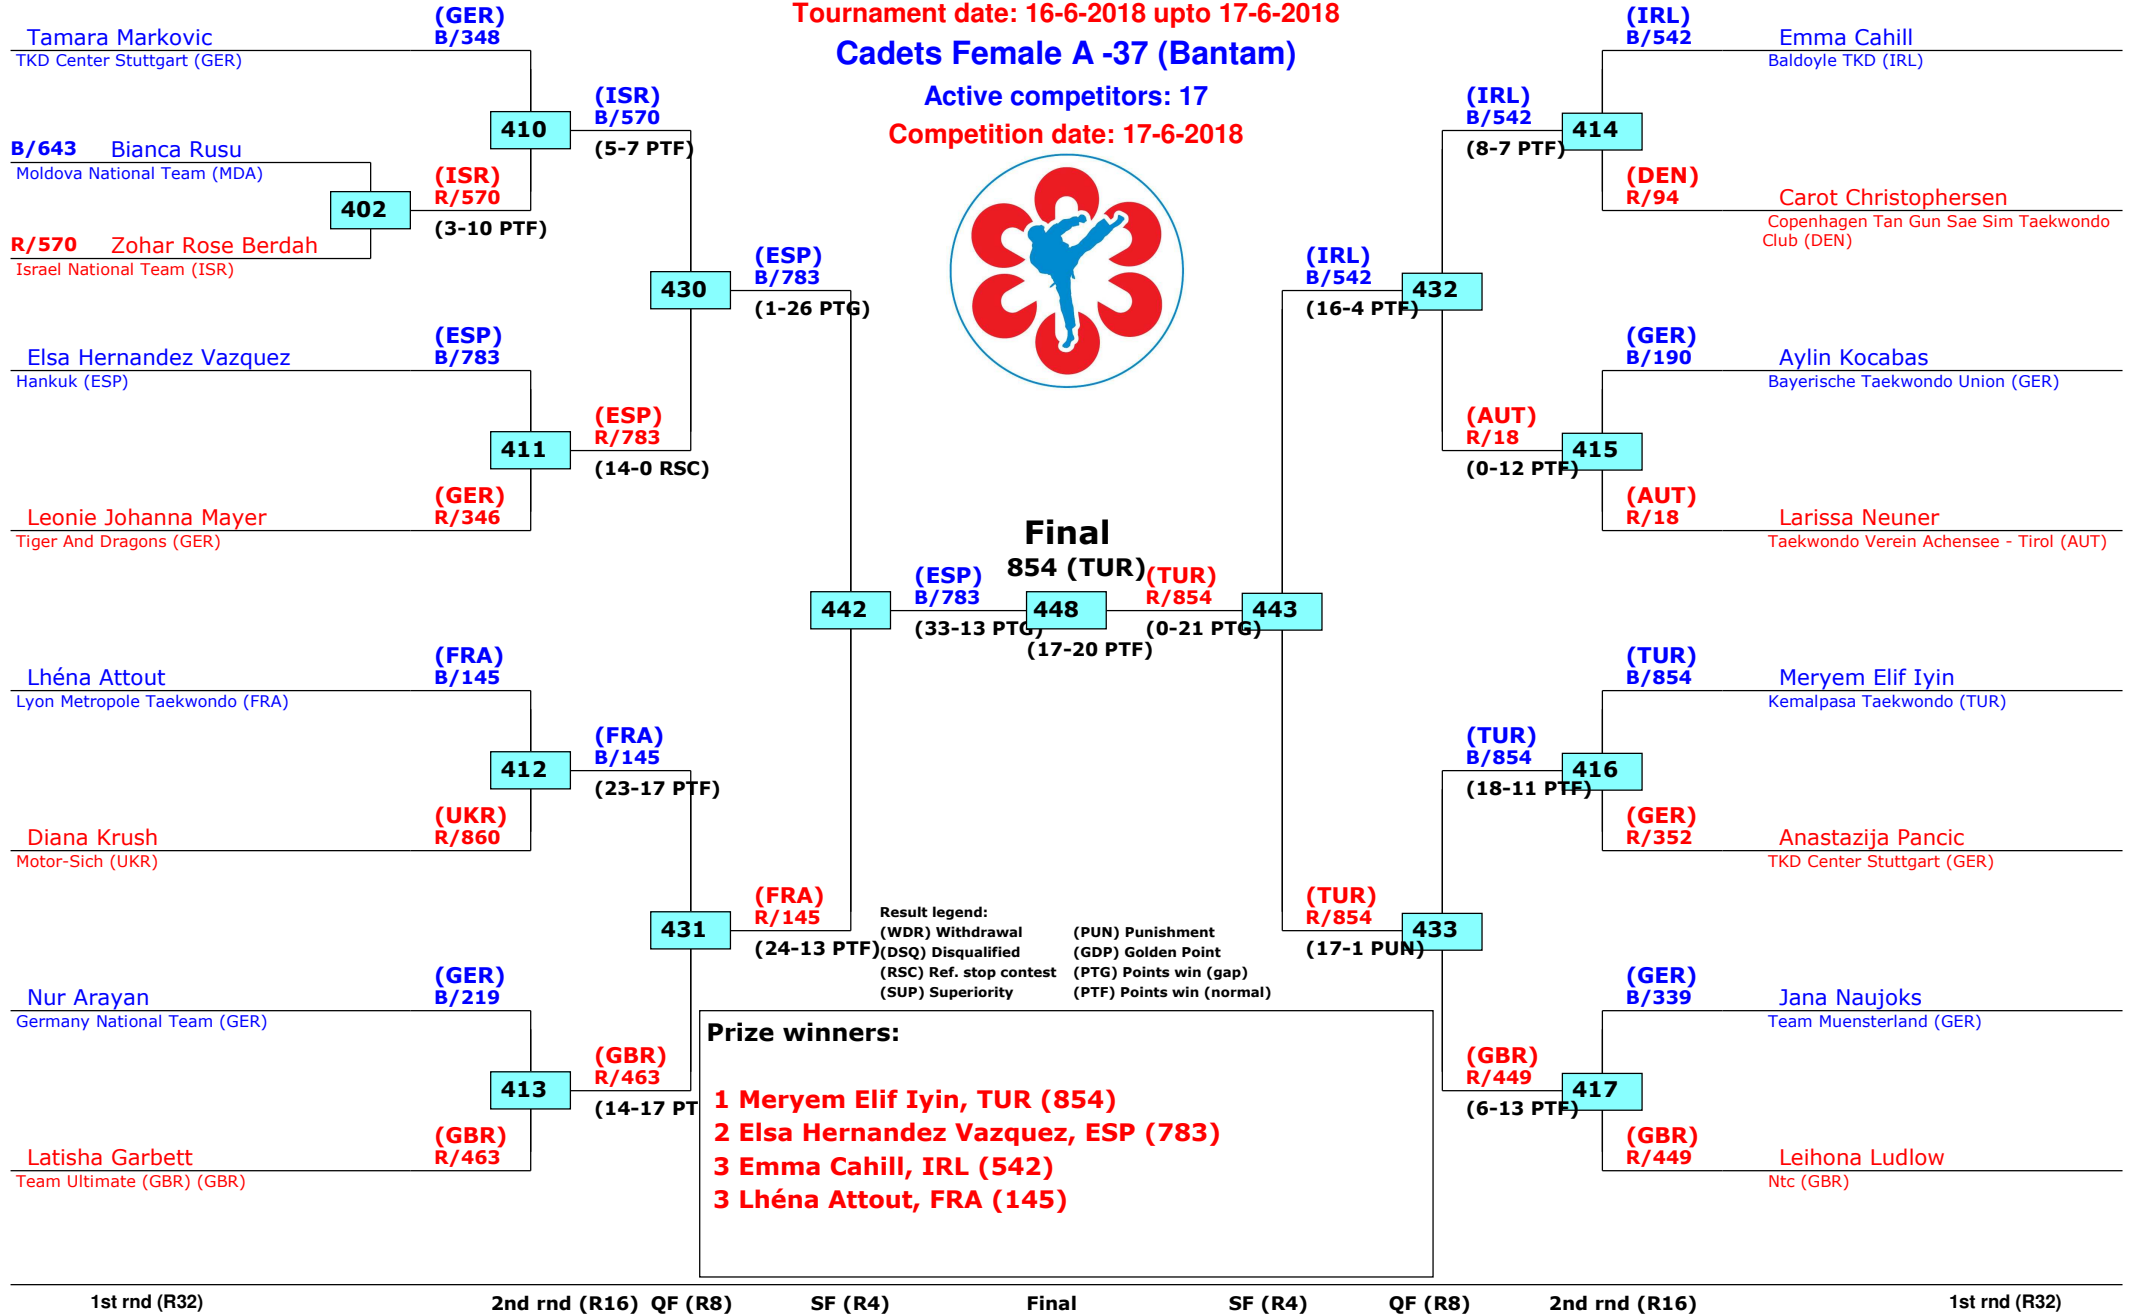 Tournament date: 16-6-2018 upto 17-6-2018
Cadets Female A -37 (Bantam)
Active competitors: 17
Competition date: 17-6-2018
(GER)
Tamara Markovic B/348
TKD Center Stuttgart (GER)
410
(ISR)
B/570
(5-7 PTF)
B/643 Bianca Rusu
Moldova National Team (MDA)
402
(ISR)
R/570
(3-10 PTF)
R/570 Zohar Rose Berdah
Israel National Team (ISR)
430
(ESP)
B/783
(1-26 PTG)
(ESP)
Elsa Hernandez Vazquez B/783
Hankuk (ESP)
411
(ESP)
R/783
(14-0 RSC)
(GER)
Leonie Johanna Mayer R/346
Tiger And Dragons (GER)
442
(ESP)
B/783
(33-13 PTG)
(FRA)
Lhéna Attout B/145
Lyon Metropole Taekwondo (FRA)
412
(FRA)
B/145
(23-17 PTF)
(UKR)
Diana Krush R/860
Motor-Sich (UKR)
431
(FRA)
R/145
(24-13 PTF)
(GER)
Nur Arayan B/219
Germany National Team (GER)
413
(GBR)
R/463
(14-17 PT
(GBR)
Latisha Garbett R/463
Team Ultimate (GBR) (GBR)
Final
854 (TUR)
448
(17-20 PTF)
(TUR)
R/854
(0-21 PTG)
443
(IRL)
B/542 Emma Cahill
Baldoyle TKD (IRL)
(IRL)
B/542
(8-7 PTF)
414
(DEN)
R/94 Carot Christophersen
Copenhagen Tan Gun Sae Sim Taekwondo
Club (DEN)
(IRL)
B/542
(16-4 PTF)
432
(GER)
B/190 Aylin Kocabas
Bayerische Taekwondo Union (GER)
(AUT)
R/18
(0-12 PTF)
415
(AUT)
R/18 Larissa Neuner
Taekwondo Verein Achensee - Tirol (AUT)
(TUR)
B/854 Meryem Elif Iyin
Kemalpasa Taekwondo (TUR)
(TUR)
B/854
(18-11 PTF)
416
(GER)
R/352 Anastazija Pancic
TKD Center Stuttgart (GER)
(TUR)
R/854
(17-1 PUN)
433
(GER)
B/339 Jana Naujoks
Team Muensterland (GER)
(GBR)
R/449
(6-13 PTF)
417
(GBR)
R/449 Leihona Ludlow
Ntc (GBR)
Result legend:
(WDR) Withdrawal (PUN) Punishment
(DSQ) Disqualified (GDP) Golden Point
(RSC) Ref. stop contest (PTG) Points win (gap)
(SUP) Superiority (PTF) Points win (normal)
Prize winners:
1 Meryem Elif Iyin, TUR (854)
2 Elsa Hernandez Vazquez, ESP (783)
3 Emma Cahill, IRL (542)
3 Lhéna Attout, FRA (145)
1st rnd (R32) 2nd rnd (R16) QF (R8) SF (R4) Final SF (R4) QF (R8) 2nd rnd (R16) 1st rnd (R32)